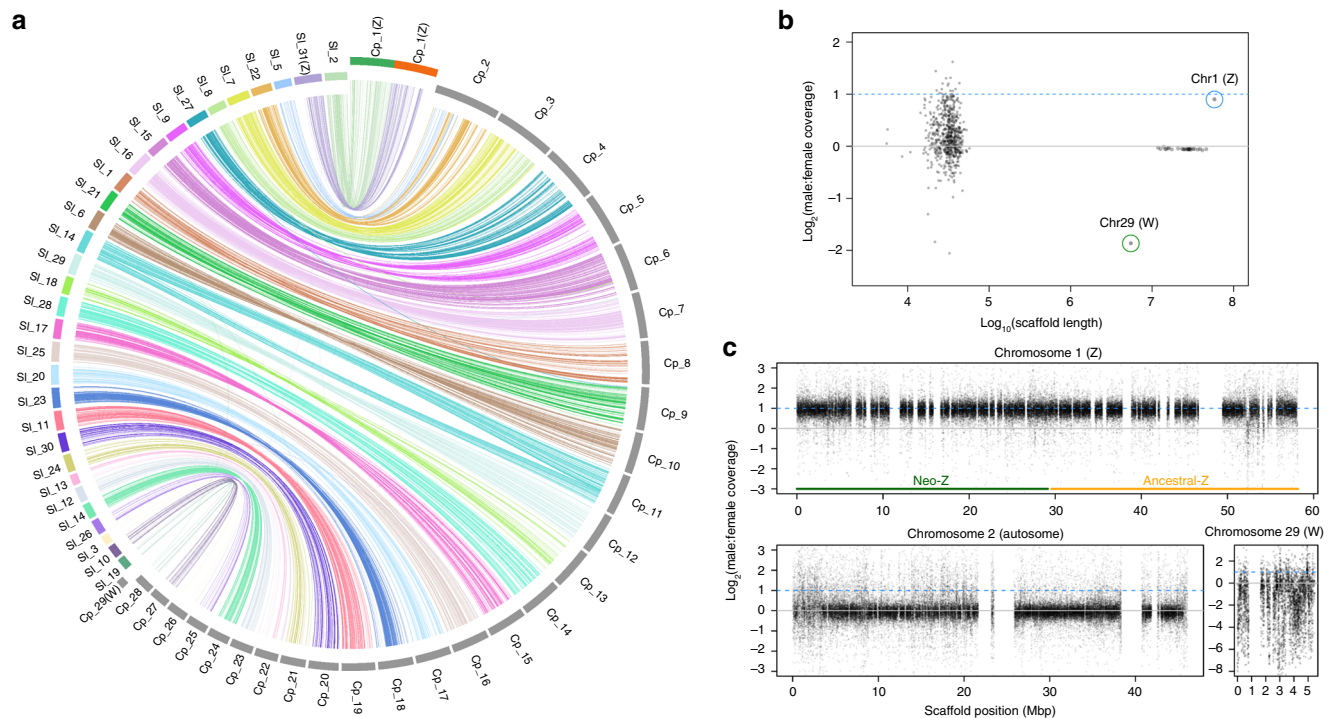 a
Sl_2
Sl_31(Z)
Sl_5
Sl_22
Sl_7
Sl_8
Sl_27
Sl_9
Sl_15
Sl_16
Sl_1
Sl_21
Sl_6
Sl_14
Sl_29
Sl_18
Sl_28
Sl_17
Sl_25
Sl_20
Sl_23
Sl_11
Sl_30
Sl_24
Sl_13
Sl_12
Sl_14
Sl_26
Sl_3
Sl_10
Sl_19
Cp_1(Z)
Cp_1(Z)
Cp_2
Cp_3
Cp_4
Cp_5
Cp_6
Cp_7
Cp_8
Cp_9
Cp_10
Cp_11
Cp_12
Cp_13
Cp_14
Cp_15
Cp_16
Cp_17
Cp_18
Cp_19
Cp_20
Cp_21
Cp_22
Cp_23
Cp_24
Cp_25
Cp_26
Cp_27
Cp_28
Cp_29(W)
b
Log2(male:female coverage)
2
1
0
−1
−2
Chr1 (Z)
Chr29 (W)
4 5 6 7 8
Log10(scaffold length)
c
Log2(male:female coverage)
Chromosome 1 (Z)
3
2
1
0
−1
−2
−3
Neo-Z Ancestral-Z
0 10 20 30 40 50 60
Chromosome 2 (autosome)
3
2
1
0
−1
−2
−3
0 10 20 30 40
Scaffold position (Mbp)
Chromosome 29 (W)
2
0
−2
−4
−6
−8
0 1 2 3 4 5